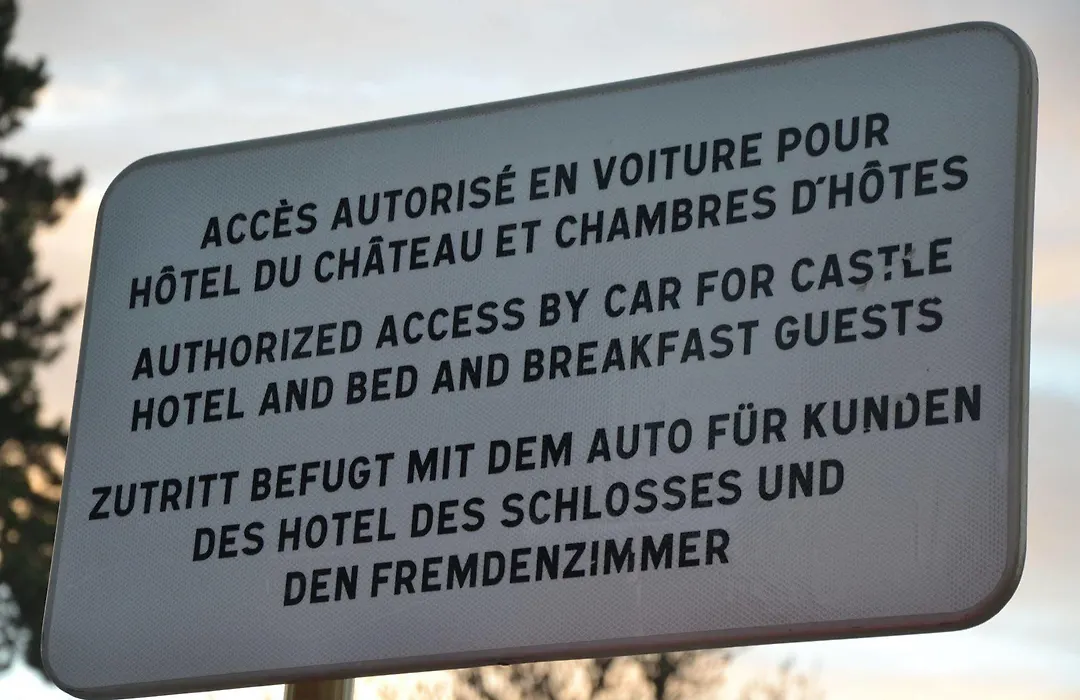 ACCÈS AUTORISÉ EN VOITURE POUR
HÔTEL DU CHÂTEAU ET CHAMBRES D'HÔTES
AUTHORIZED ACCESS BY CAR FOR CASTLE
HOTEL AND BED AND BREAKFAST GUESTS
ZUTRITT BEFUGT MIT DEM AUTO FÜR KUNDEN
DES HOTEL DES SCHLOSSES UND
DEN FREMDENZIMMER